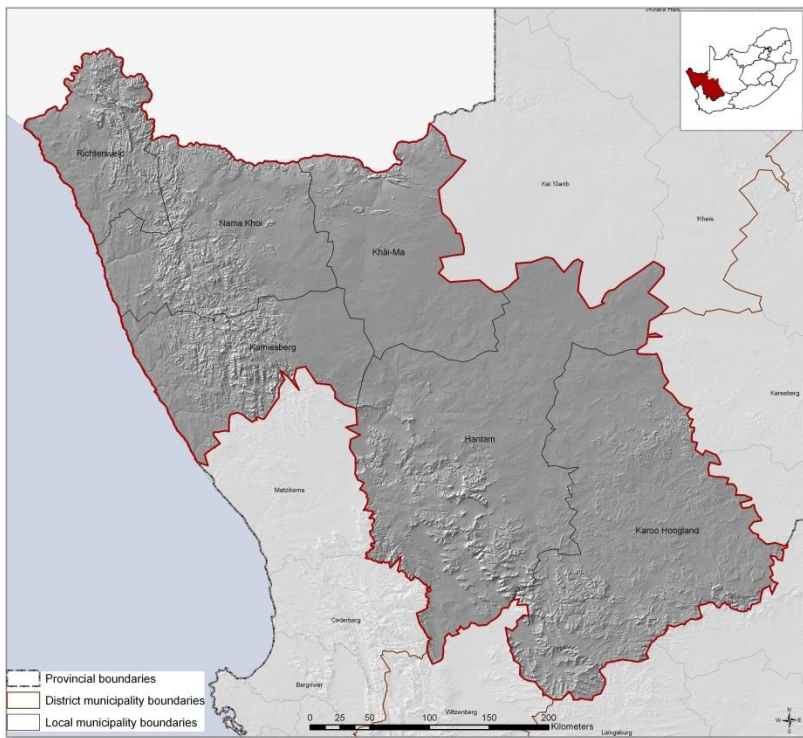 Richtersveld
Kai !Garib
!Kheis
Nama Khoi
Khâi-Ma
Kamiesberg
Kareeberg
Hantam
Matzikama
Karoo Hoogland
Cederberg
Bergrivier
Witzenberg
Laingsburg
Provincial boundaries
District municipality boundaries
Local municipality boundaries
0 25 50 100 150 200
Kilometers
N
W E
S